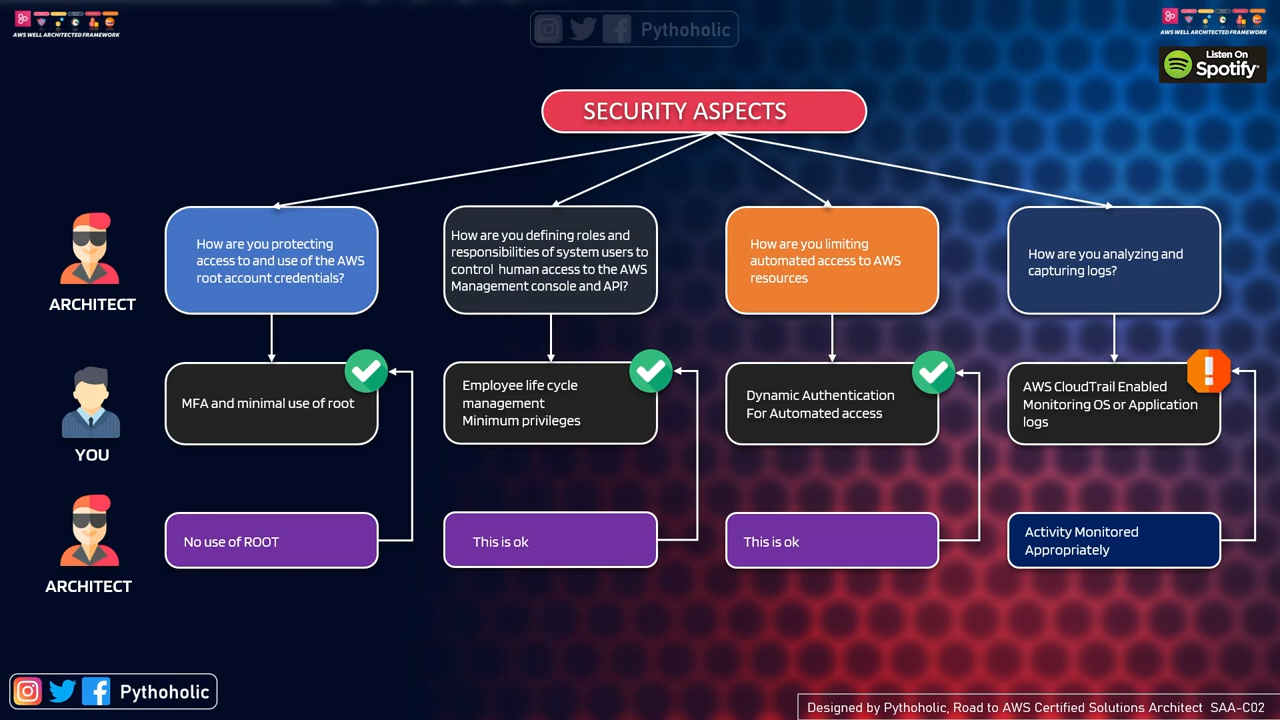 AWS WELL ARCHITECTED FRAMEWORK
Pythoholic
AWS WELL ARCHITECTED FRAMEWORK
Listen On
Spotify
SECURITY ASPECTS
ARCHITECT
How are you protecting
access to and use of the AWS
root account credentials?
How are you defining roles and
responsibilities of system users to
control human access to the AWS
Management console and API?
How are you limiting
automated access to AWS
resources
How are you analyzing and
capturing logs?
YOU
MFA and minimal use of root
Employee life cycle
management
Minimum privileges
Dynamic Authentication
For Automated access
AWS CloudTrail Enabled
Monitoring OS or Application
logs
ARCHITECT
No use of ROOT
This is ok
This is ok
Activity Monitored
Appropriately
Pythoholic
Designed by Pythoholic, Road to AWS Certified Solutions Architect SAA-C02